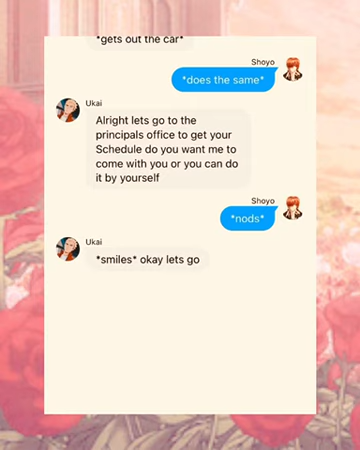 *gets out the car*
Shoyo
*does the same*
Ukai
Alright lets go to the
principals office to get your
Schedule do you want me to
come with you or you can do
it by yourself
Shoyo
*nods*
Ukai
*smiles* okay lets go